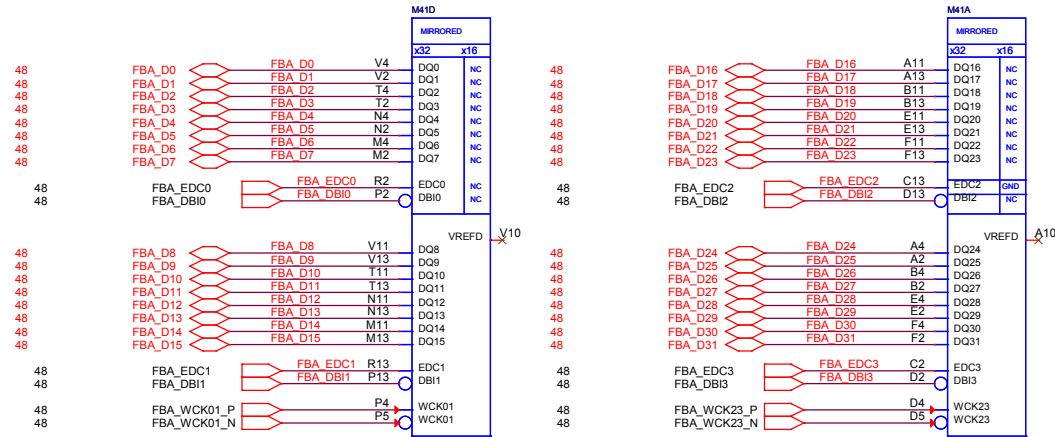 M41D
MIRRORED
x32 x16
48 FBA_D0 FBA_D0 V4 DQ0 NC
48 FBA_D1 FBA_D1 V2 DQ1 NC
48 FBA_D2 FBA_D2 T4 DQ2 NC
48 FBA_D3 FBA_D3 T2 DQ3 NC
48 FBA_D4 FBA_D4 N4 DQ4 NC
48 FBA_D5 FBA_D5 N2 DQ5 NC
48 FBA_D6 FBA_D6 M4 DQ6 NC
48 FBA_D7 FBA_D7 M2 DQ7 NC
48 FBA_EDC0 FBA_EDC0 R2 EDC0 NC
48 FBA_DBI0 FBA_DBI0 P2 DBI0 NC
VREFD V10
48 FBA_D8 FBA_D8 V11 DQ8
48 FBA_D9 FBA_D9 V13 DQ9
48 FBA_D10 FBA_D10 T11 DQ10
48 FBA_D11 FBA_D11 T13 DQ11
48 FBA_D12 FBA_D12 N11 DQ12
48 FBA_D13 FBA_D13 N13 DQ13
48 FBA_D14 FBA_D14 M11 DQ14
48 FBA_D15 FBA_D15 M13 DQ15
48 FBA_EDC1 FBA_EDC1 R13 EDC1
48 FBA_DBI1 FBA_DBI1 P13 DBI1
48 FBA_WCK01_P P4 WCK01
48 FBA_WCK01_N P5 WCK01
M41A
MIRRORED
x32 x16
48 FBA_D16 FBA_D16 A11 DQ16 NC
48 FBA_D17 FBA_D17 A13 DQ17 NC
48 FBA_D18 FBA_D18 B11 DQ18 NC
48 FBA_D19 FBA_D19 B13 DQ19 NC
48 FBA_D20 FBA_D20 E11 DQ20 NC
48 FBA_D21 FBA_D21 E13 DQ21 NC
48 FBA_D22 FBA_D22 F11 DQ22 NC
48 FBA_D23 FBA_D23 F13 DQ23 NC
48 FBA_EDC2 FBA_EDC2 C13 EDC2 GND
48 FBA_DBI2 FBA_DBI2 D13 DBI2 NC
VREFD A10
48 FBA_D24 FBA_D24 A4 DQ24
48 FBA_D25 FBA_D25 A2 DQ25
48 FBA_D26 FBA_D26 B4 DQ26
48 FBA_D27 FBA_D27 B2 DQ27
48 FBA_D28 FBA_D28 E4 DQ28
48 FBA_D29 FBA_D29 E2 DQ29
48 FBA_D30 FBA_D30 F4 DQ30
48 FBA_D31 FBA_D31 F2 DQ31
48 FBA_EDC3 FBA_EDC3 C2 EDC3
48 FBA_DBI3 FBA_DBI3 D2 DBI3
48 FBA_WCK23_P D4 WCK23
48 FBA_WCK23_N D5 WCK23